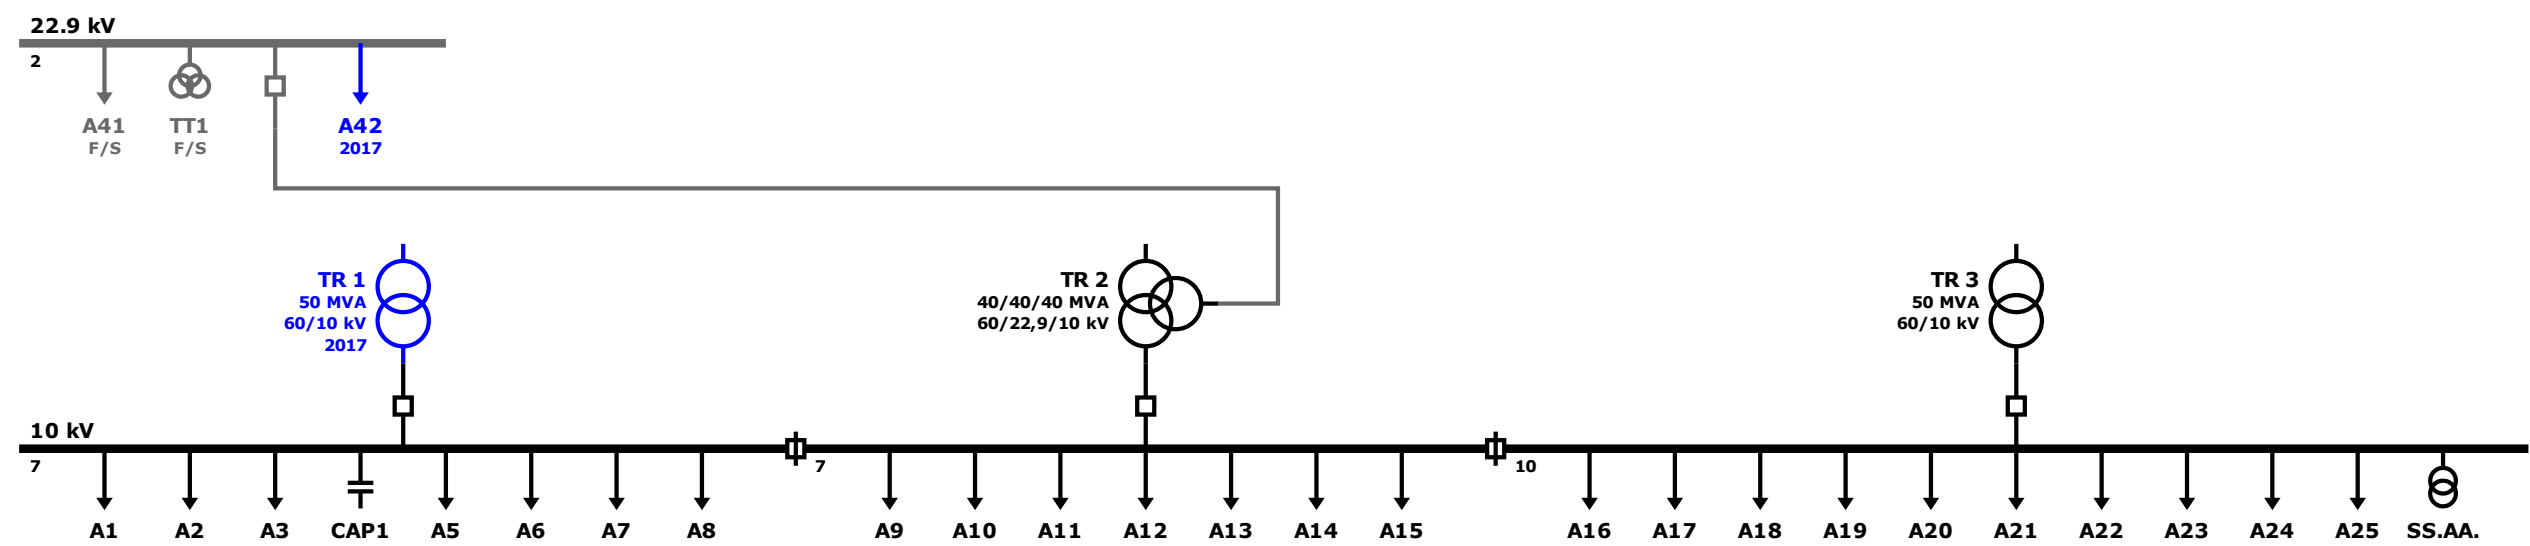 22.9 kV
2
A41
F/S
TT1
F/S
A42
2017
TR 1
50 MVA
60/10 kV
2017
TR 2
40/40/40 MVA
60/22,9/10 kV
TR 3
50 MVA
60/10 kV
10 kV
7
7
10
A1 A2 A3 CAP1 A5 A6 A7 A8 A9 A10 A11 A12 A13 A14 A15 A16 A17 A18 A19 A20 A21 A22 A23 A24 A25 SS.AA.